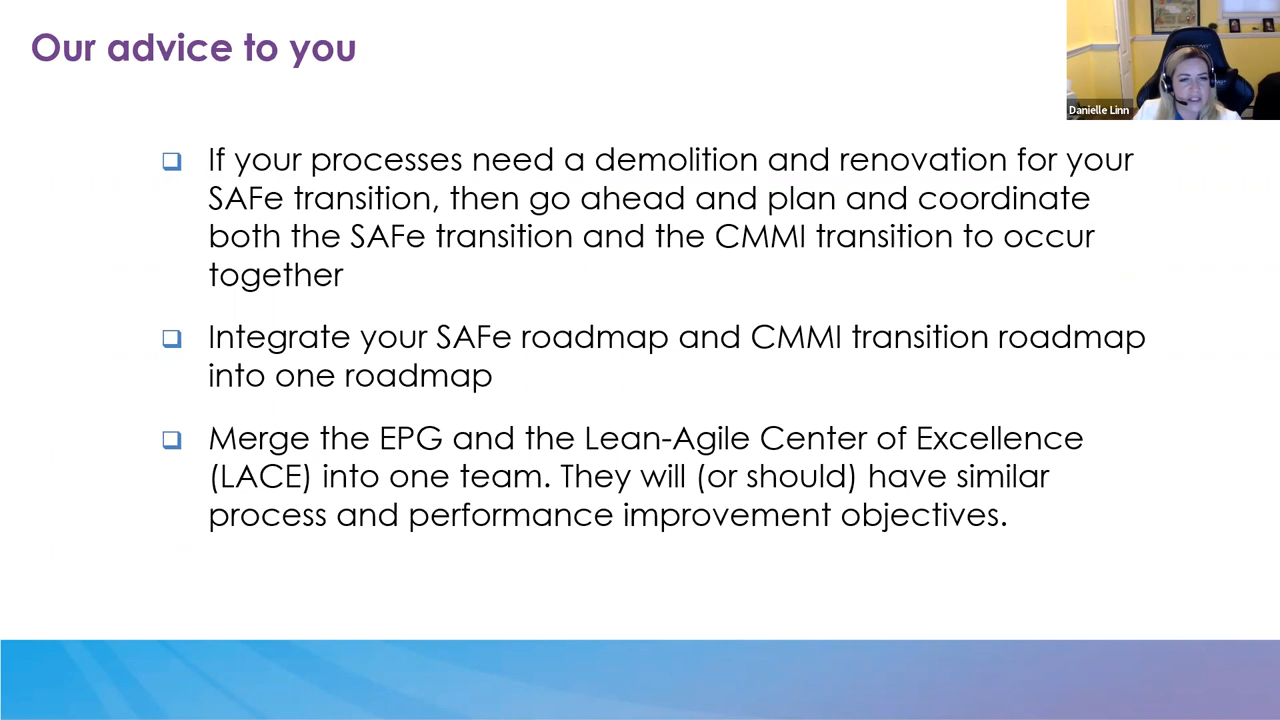 Our advice to you
Danielle Linn
If your processes need a demolition and renovation for your
SAFe transition, then go ahead and plan and coordinate
both the SAFe transition and the CMMI transition to occur
together
Integrate your SAFe roadmap and CMMI transition roadmap
into one roadmap
Merge the EPG and the Lean-Agile Center of Excellence
(LACE) into one team. They will (or should) have similar
process and performance improvement objectives.